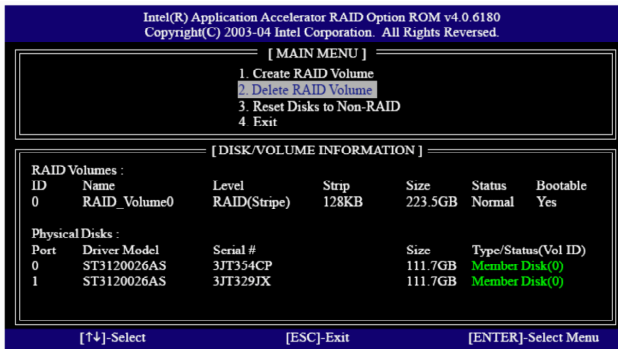 Intel(R) Application Accelerator RAID Option ROM v4.0.6180
Copyright(C) 2003-04 Intel Corporation. All Rights Reversed.
[ MAIN MENU ]
1. Create RAID Volume
2. Delete RAID Volume
3. Reset Disks to Non-RAID
4. Exit
[ DISK/VOLUME INFORMATION ]
RAID Volumes :
ID Name Level Strip Size Status Bootable
0 RAID_Volume0 RAID(Stripe) 128KB 223.5GB Normal Yes
Physical Disks :
Port Driver Model Serial # Size Type/Status(Vol ID)
0 ST3120026AS 3JT354CP 111.7GB Member Disk(0)
1 ST3120026AS 3JT329JX 111.7GB Member Disk(0)
[↑↓]-Select [ESC]-Exit [ENTER]-Select Menu